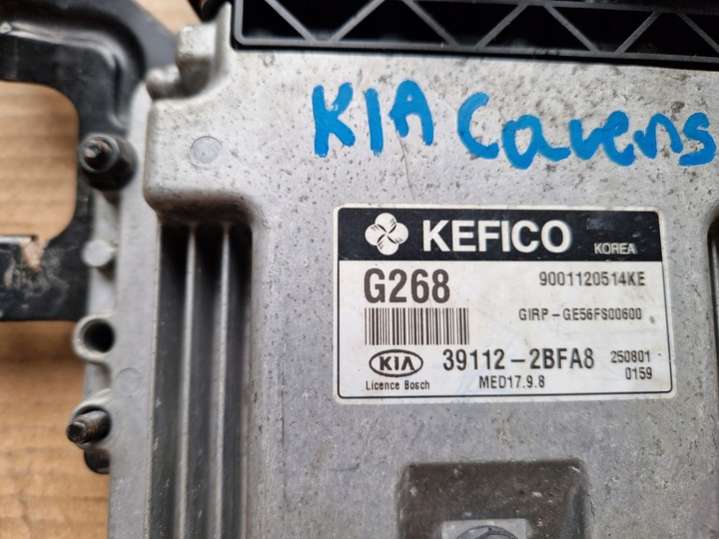 KIA Carens
KEFICO KOREA
G268 9001120514KE
GIRP-GE56FS00600
KIA 39112-2BFA8 250801
Licence Bosch MED17.9.8 0159